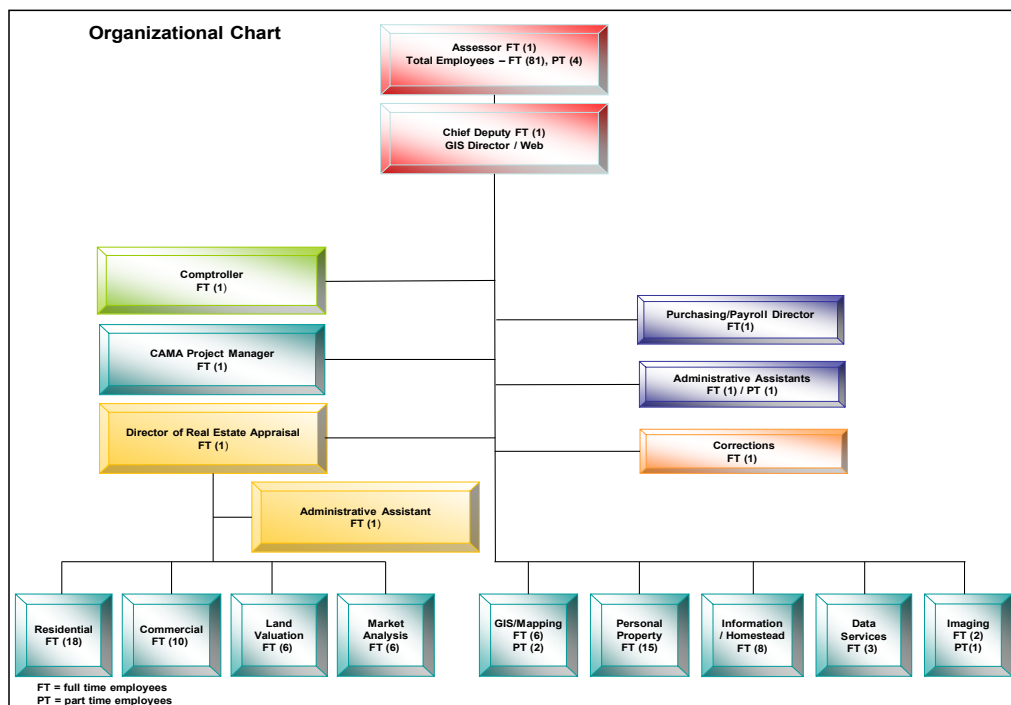 Organizational Chart
Assessor FT (1)
Total Employees – FT (81), PT (4)
Chief Deputy FT (1)
GIS Director / Web
Comptroller
FT (1)
Purchasing/Payroll Director
FT(1)
CAMA Project Manager
FT (1)
Administrative Assistants
FT (1) / PT (1)
Director of Real Estate Appraisal
FT (1)
Corrections
FT (1)
Administrative Assistant
FT (1)
Residential
FT (18)
Commercial
FT (10)
Land
Valuation
FT (6)
Market
Analysis
FT (6)
GIS/Mapping
FT (6)
PT (2)
Personal
Property
FT (15)
Information
/ Homestead
FT (8)
Data
Services
FT (3)
Imaging
FT (2)
PT(1)
FT = full time employees
PT = part time employees